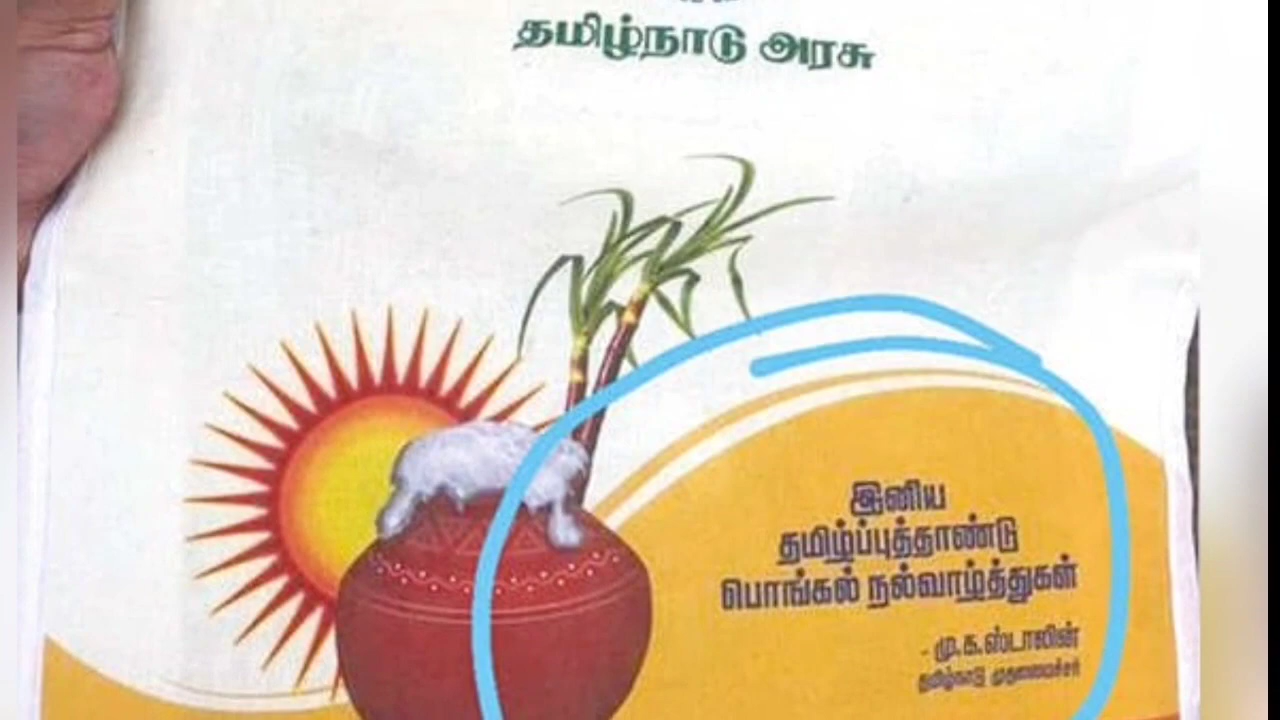 தமிழ்நாடு அரசு
இனிய
தமிழ்ப்புத்தாண்டு
பொங்கல் நல்வாழ்த்துகள்
- மு.க.ஸ்டாலின்
தமிழ்நாடு முதலமைச்சர்